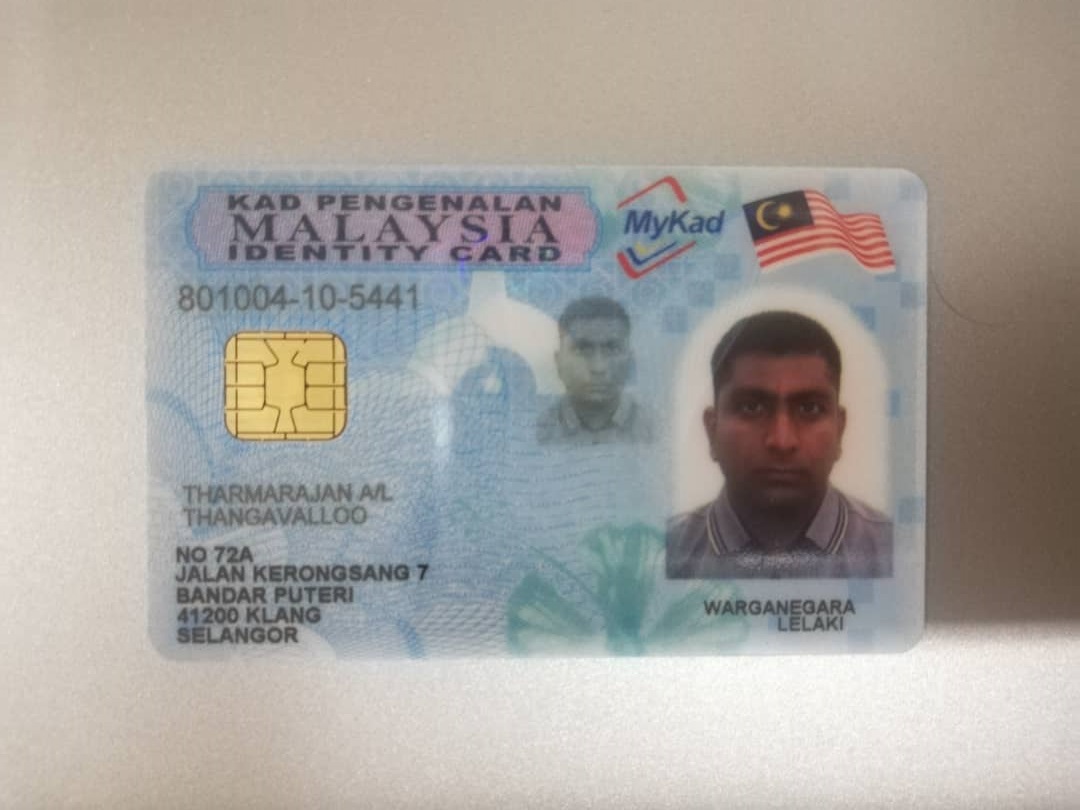 KAD PENGENALAN
MALAYSIA
IDENTITY CARD
MyKad
801004-10-5441
THARMARAJAN A/L
THANGAVALLOO
NO 72A
JALAN KERONGSANG 7
BANDAR PUTERI
41200 KLANG
SELANGOR
WARGANEGARA
LELAKI